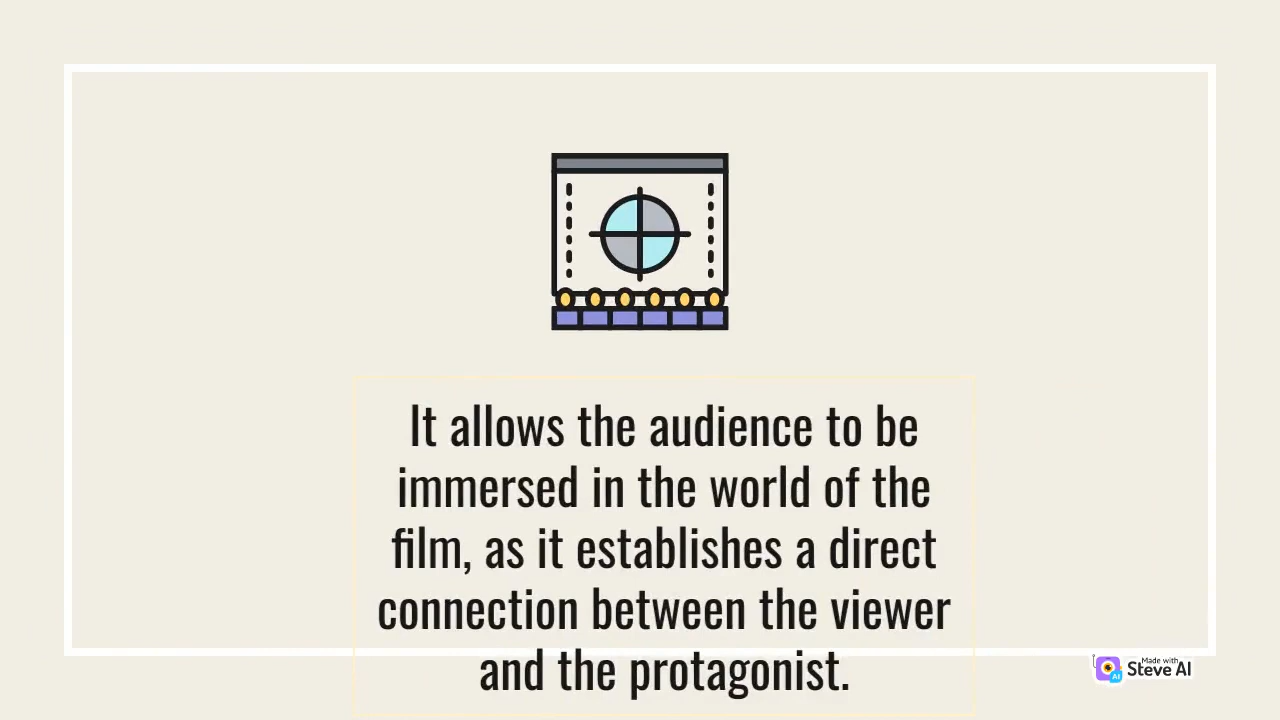 It allows the audience to be
immersed in the world of the
film, as it establishes a direct
connection between the viewer
and the protagonist.
Made with
Steve AI
AI